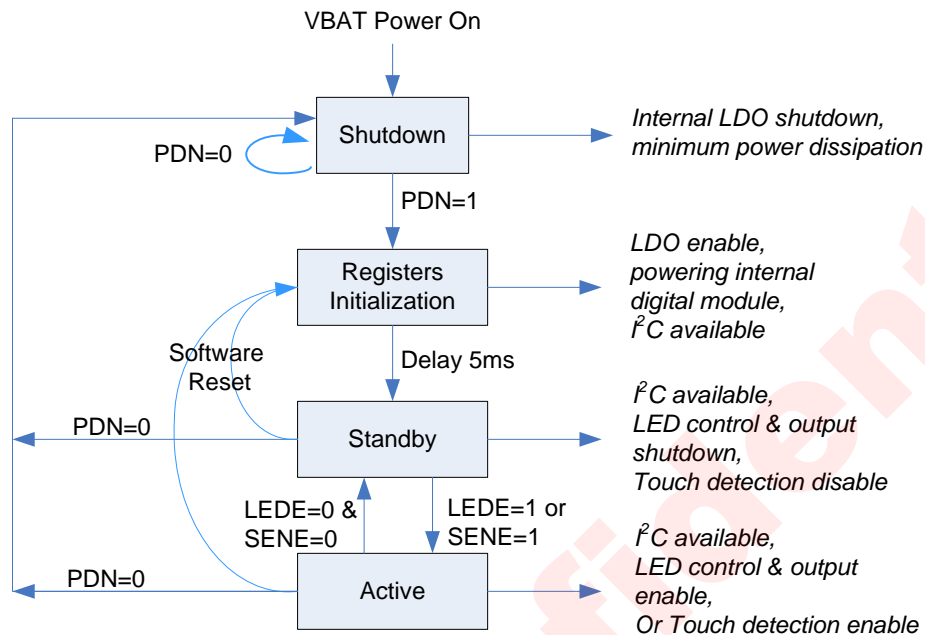 VBAT Power On
Shutdown
PDN=0
Internal LDO shutdown,
minimum power dissipation
PDN=1
Registers
Initialization
LDO enable,
powering internal
digital module,
I²C available
Software
Reset
Delay 5ms
Standby
PDN=0
I²C available,
LED control & output
shutdown,
Touch detection disable
LEDE=0 &
SENE=0
LEDE=1 or
SENE=1
Active
PDN=0
I²C available,
LED control & output
enable,
Or Touch detection enable
fident